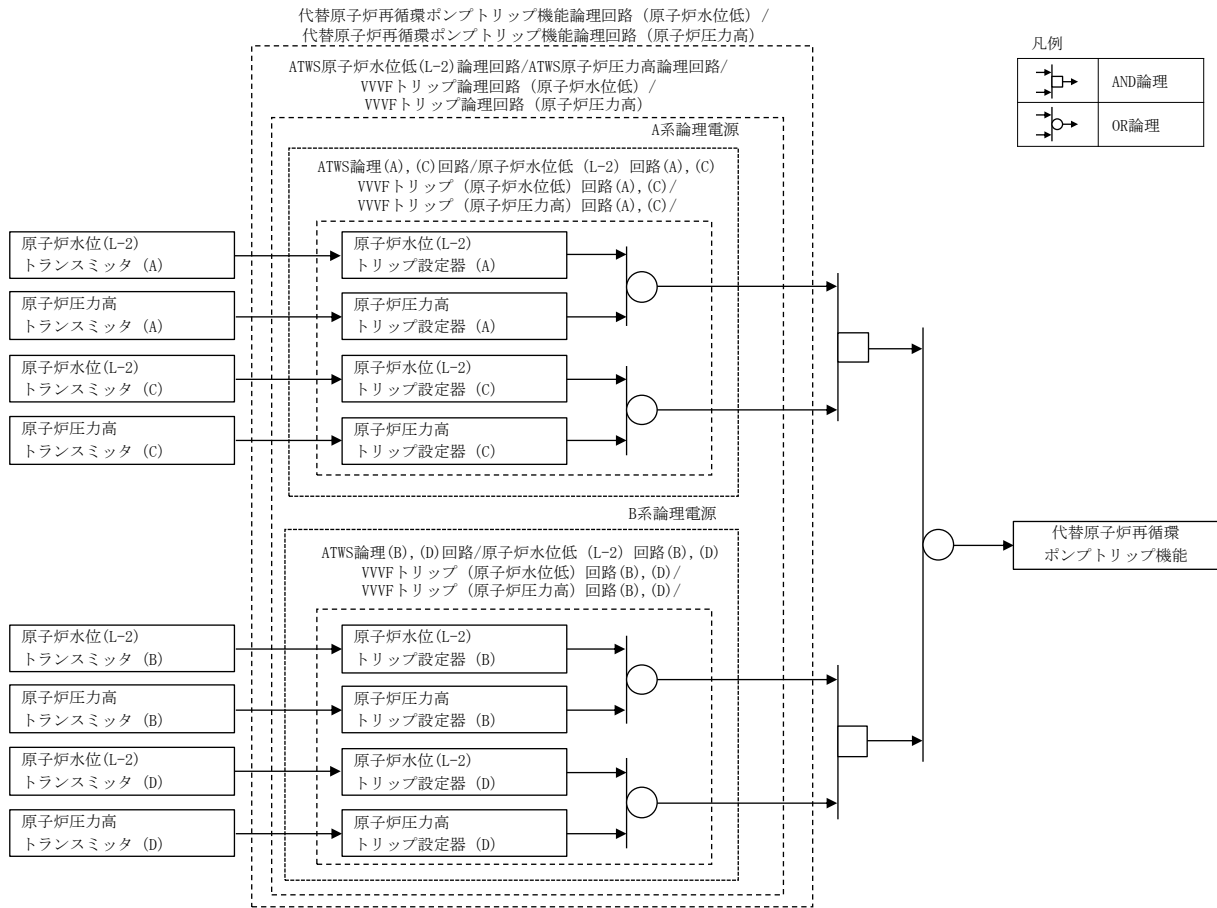 代替原子炉再循環ポンプトリップ機能論理回路（原子炉水位低）/
代替原子炉再循環ポンプトリップ機能論理回路（原子炉圧力高）
凡例
AND論理
OR論理
ATWS原子炉水位低(L-2)論理回路/ATWS原子炉圧力高論理回路/
VVVFトリップ論理回路（原子炉水位低）/
VVVFトリップ論理回路（原子炉圧力高）
A系論理電源
ATWS論理(A),(C)回路/原子炉水位低（L-2）回路(A),(C)
VVVFトリップ（原子炉水位低）回路(A),(C)/
VVVFトリップ（原子炉圧力高）回路(A),(C)/
原子炉水位(L-2)
トランスミッタ（A）
原子炉水位(L-2)
トリップ設定器（A）
原子炉圧力高
トランスミッタ（A）
原子炉圧力高
トリップ設定器（A）
原子炉水位(L-2)
トランスミッタ（C）
原子炉水位(L-2)
トリップ設定器（C）
原子炉圧力高
トランスミッタ（C）
原子炉圧力高
トリップ設定器（C）
B系論理電源
代替原子炉再循環
ポンプトリップ機能
ATWS論理(B),(D)回路/原子炉水位低（L-2）回路(B),(D)
VVVFトリップ（原子炉水位低）回路(B),(D)/
VVVFトリップ（原子炉圧力高）回路(B),(D)/
原子炉水位(L-2)
トランスミッタ（B）
原子炉水位(L-2)
トリップ設定器（B）
原子炉圧力高
トランスミッタ（B）
原子炉圧力高
トリップ設定器（B）
原子炉水位(L-2)
トランスミッタ（D）
原子炉水位(L-2)
トリップ設定器（D）
原子炉圧力高
トランスミッタ（D）
原子炉圧力高
トリップ設定器（D）